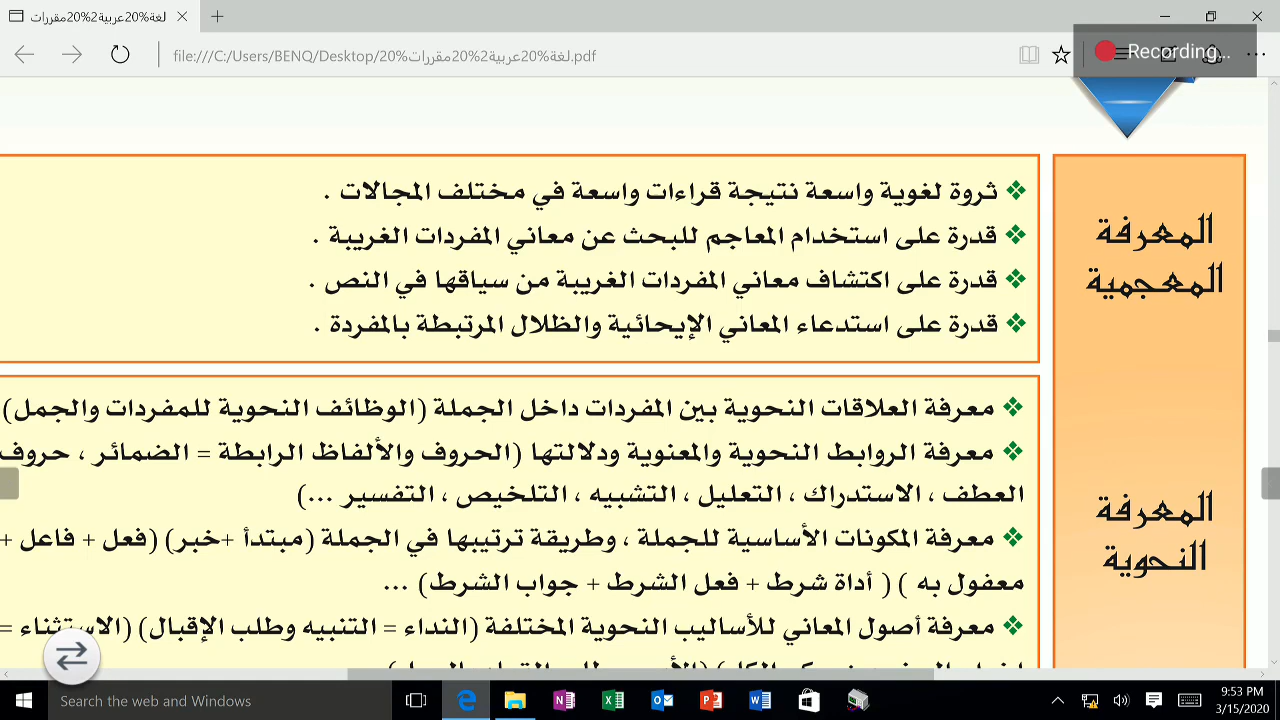 لغة%20عربية%202%20مقررات
file:///C:/Users/BENQ/Desktop/لغة%20عربية%202%20مقررات.pdf
Recording...
المعرفة
المعجمية
ثروة لغوية واسعة نتيجة قراءات واسعة في مختلف المجالات .
قدرة على استخدام المعاجم للبحث عن معاني المفردات الغريبة .
قدرة على اكتشاف معاني المفردات الغريبة من سياقها في النص .
قدرة على استدعاء المعاني الإيحائية والظلال المرتبطة بالمفردة .
المعرفة
النحوية
معرفة العلاقات النحوية بين المفردات داخل الجملة (الوظائف النحوية للمفردات والجمل)
معرفة الروابط النحوية والمعنوية ودلالتها (الحروف والألفاظ الرابطة = الضمائر ، حروف
العطف ، الاستدراك ، التعليل ، التشبيه ، التلخيص ، التفسير ...)
معرفة المكونات الأساسية للجملة ، وطريقة ترتيبها في الجملة (مبتدأ +خبر) (فعل + فاعل +
معفول به ) ( أداة شرط + فعل الشرط + جواب الشرط) ...
معرفة أصول المعاني للأساليب النحوية المختلفة (النداء = التنبيه وطلب الإقبال) (الاستثناء =
Search the web and Windows
9:53 PM
3/15/2020